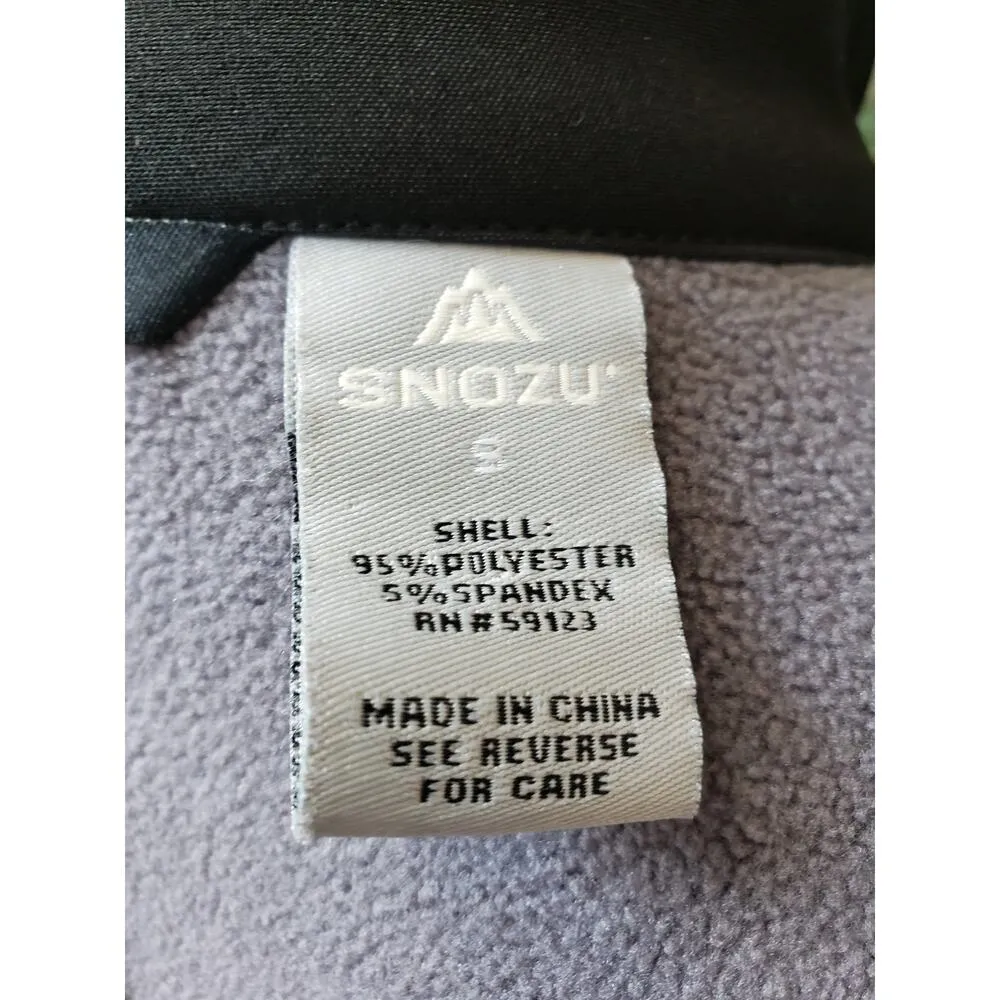 SNOZU
S
SHELL:
95%POLYESTER
5%SPANDEX
RN#59123
MADE IN CHINA
SEE REVERSE
FOR CARE